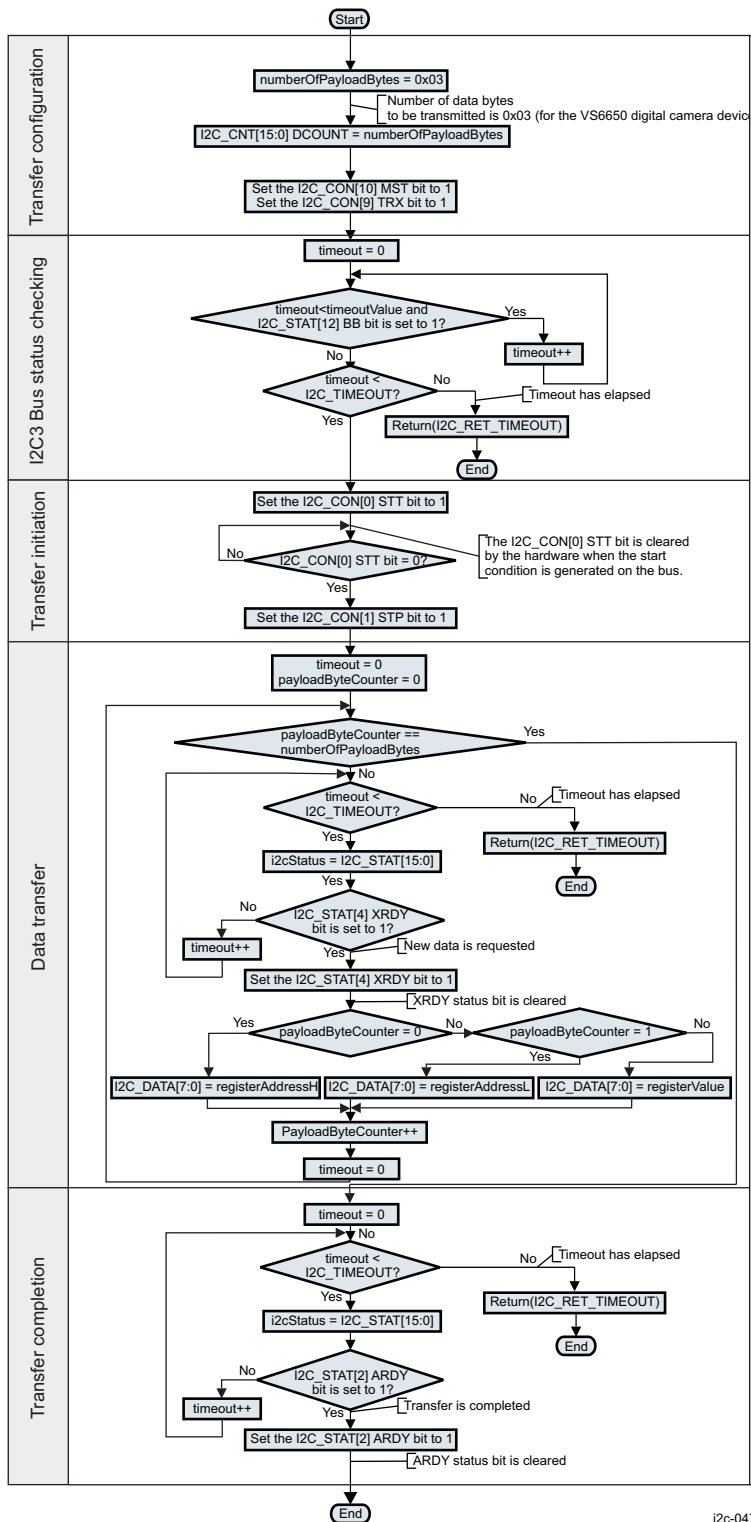 Start
Transfer configuration
numberOfPayloadBytes = 0x03
Number of data bytes
to be transmitted is 0x03 (for the VS6650 digital camera devic
I2C_CNT[15:0] DCOUNT = numberOfPayloadBytes
Set the I2C_CON[10] MST bit to 1
Set the I2C_CON[9] TRX bit to 1
I2C3 Bus status checking
timeout = 0
timeout<timeoutValue and
I2C_STAT[12] BB bit is set to 1?
Yes
timeout++
No
timeout <
I2C_TIMEOUT?
No
Timeout has elapsed
Yes
Return(I2C_RET_TIMEOUT)
End
Transfer initiation
Set the I2C_CON[0] STT bit to 1
The I2C_CON[0] STT bit is cleared
by the hardware when the start
condition is generated on the bus.
No
I2C_CON[0] STT bit = 0?
Yes
Set the I2C_CON[1] STP bit to 1
Data transfer
timeout = 0
payloadByteCounter = 0
payloadByteCounter ==
numberOfPayloadBytes
Yes
No
timeout <
I2C_TIMEOUT?
No
Timeout has elapsed
Yes
Return(I2C_RET_TIMEOUT)
End
i2cStatus = I2C_STAT[15:0]
Yes
I2C_STAT[4] XRDY
bit is set to 1?
No
timeout++
Yes
New data is requested
Set the I2C_STAT[4] XRDY bit to 1
XRDY status bit is cleared
Yes
payloadByteCounter = 0
No
payloadByteCounter = 1
No
Yes
I2C_DATA[7:0] = registerAddressH
I2C_DATA[7:0] = registerAddressL
I2C_DATA[7:0] = registerValue
PayloadByteCounter++
timeout = 0
Transfer completion
timeout = 0
No
timeout <
I2C_TIMEOUT?
No
Timeout has elapsed
Yes
Return(I2C_RET_TIMEOUT)
End
i2cStatus = I2C_STAT[15:0]
I2C_STAT[2] ARDY
bit is set to 1?
No
timeout++
Yes
Transfer is completed
Set the I2C_STAT[2] ARDY bit to 1
ARDY status bit is cleared
End
i2c-047